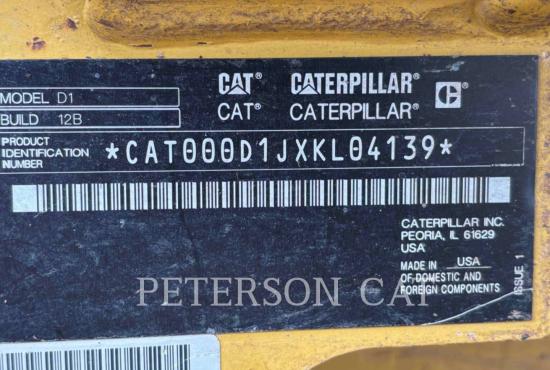 CAT® CATERPILLAR®
CAT® CATERPILLAR® C®
MODEL D1
BUILD 12B
PRODUCT IDENTIFICATION NUMBER *CAT000D1JXKL04139*
CATERPILLAR INC.
PEORIA, IL 61629
USA
MADE IN USA
OF DOMESTIC AND
FOREIGN COMPONENTS
ISSUE 1
PETERSON CAT